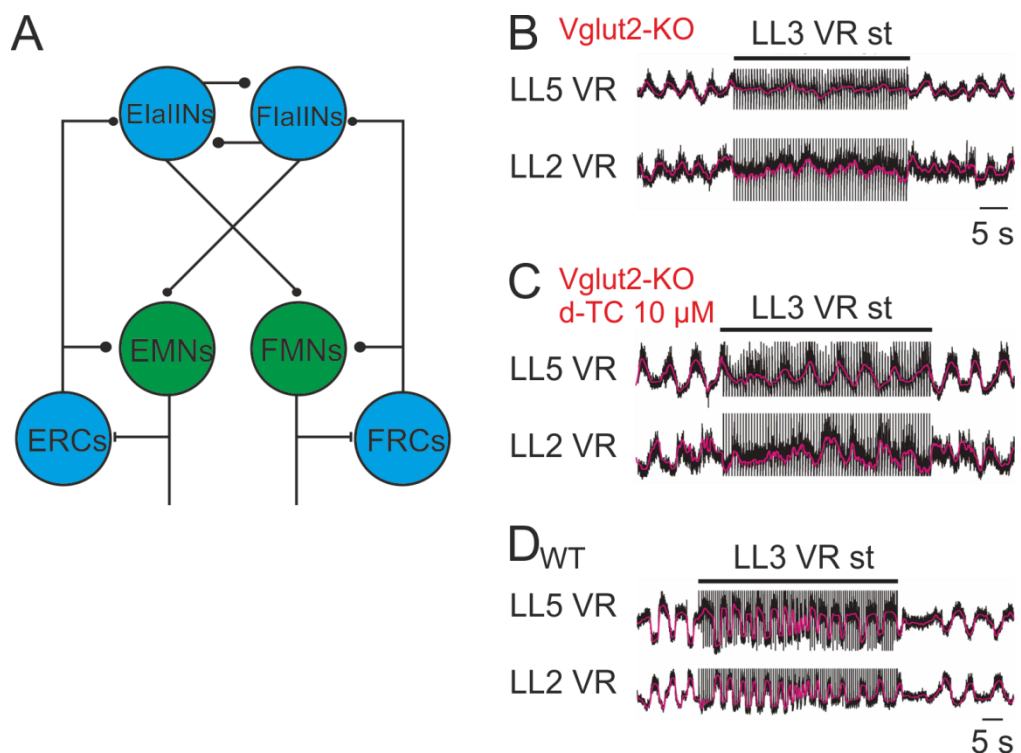 A
EIaIINs FIaIINs
EMNs FMNs
ERCs FRCs
B Vglut2-KO LL3 VR st
LL5 VR
LL2 VR
5 s
C Vglut2-KO
d-TC 10 µM LL3 VR st
LL5 VR
LL2 VR
D WT LL3 VR st
LL5 VR
LL2 VR
5 s